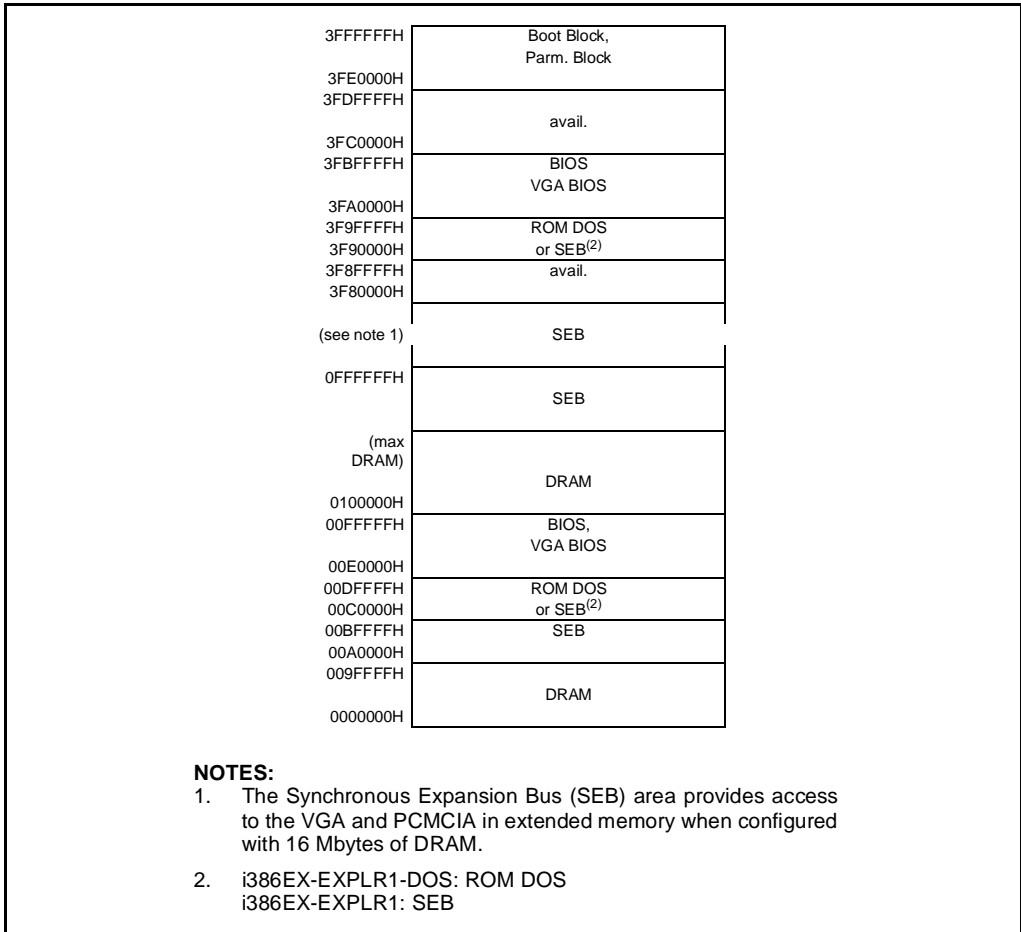 3FFFFFFH Boot Block,
Parm. Block
3FE0000H
3FDFFFFH
avail.
3FC0000H
3FBFFFFH BIOS
VGA BIOS
3FA0000H
3F9FFFFH ROM DOS
3F90000H or SEB(2)
3F8FFFFH avail.
3F80000H
(see note 1) SEB
0FFFFFFH
SEB
(max
DRAM)
DRAM
0100000H
00FFFFFH BIOS,
VGA BIOS
00E0000H
00DFFFFH ROM DOS
00C0000H or SEB(2)
00BFFFFH SEB
00A0000H
009FFFFH
DRAM
0000000H
NOTES:
1. The Synchronous Expansion Bus (SEB) area provides access
to the VGA and PCMCIA in extended memory when configured
with 16 Mbytes of DRAM.
2. i386EX-EXPLR1-DOS: ROM DOS
i386EX-EXPLR1: SEB